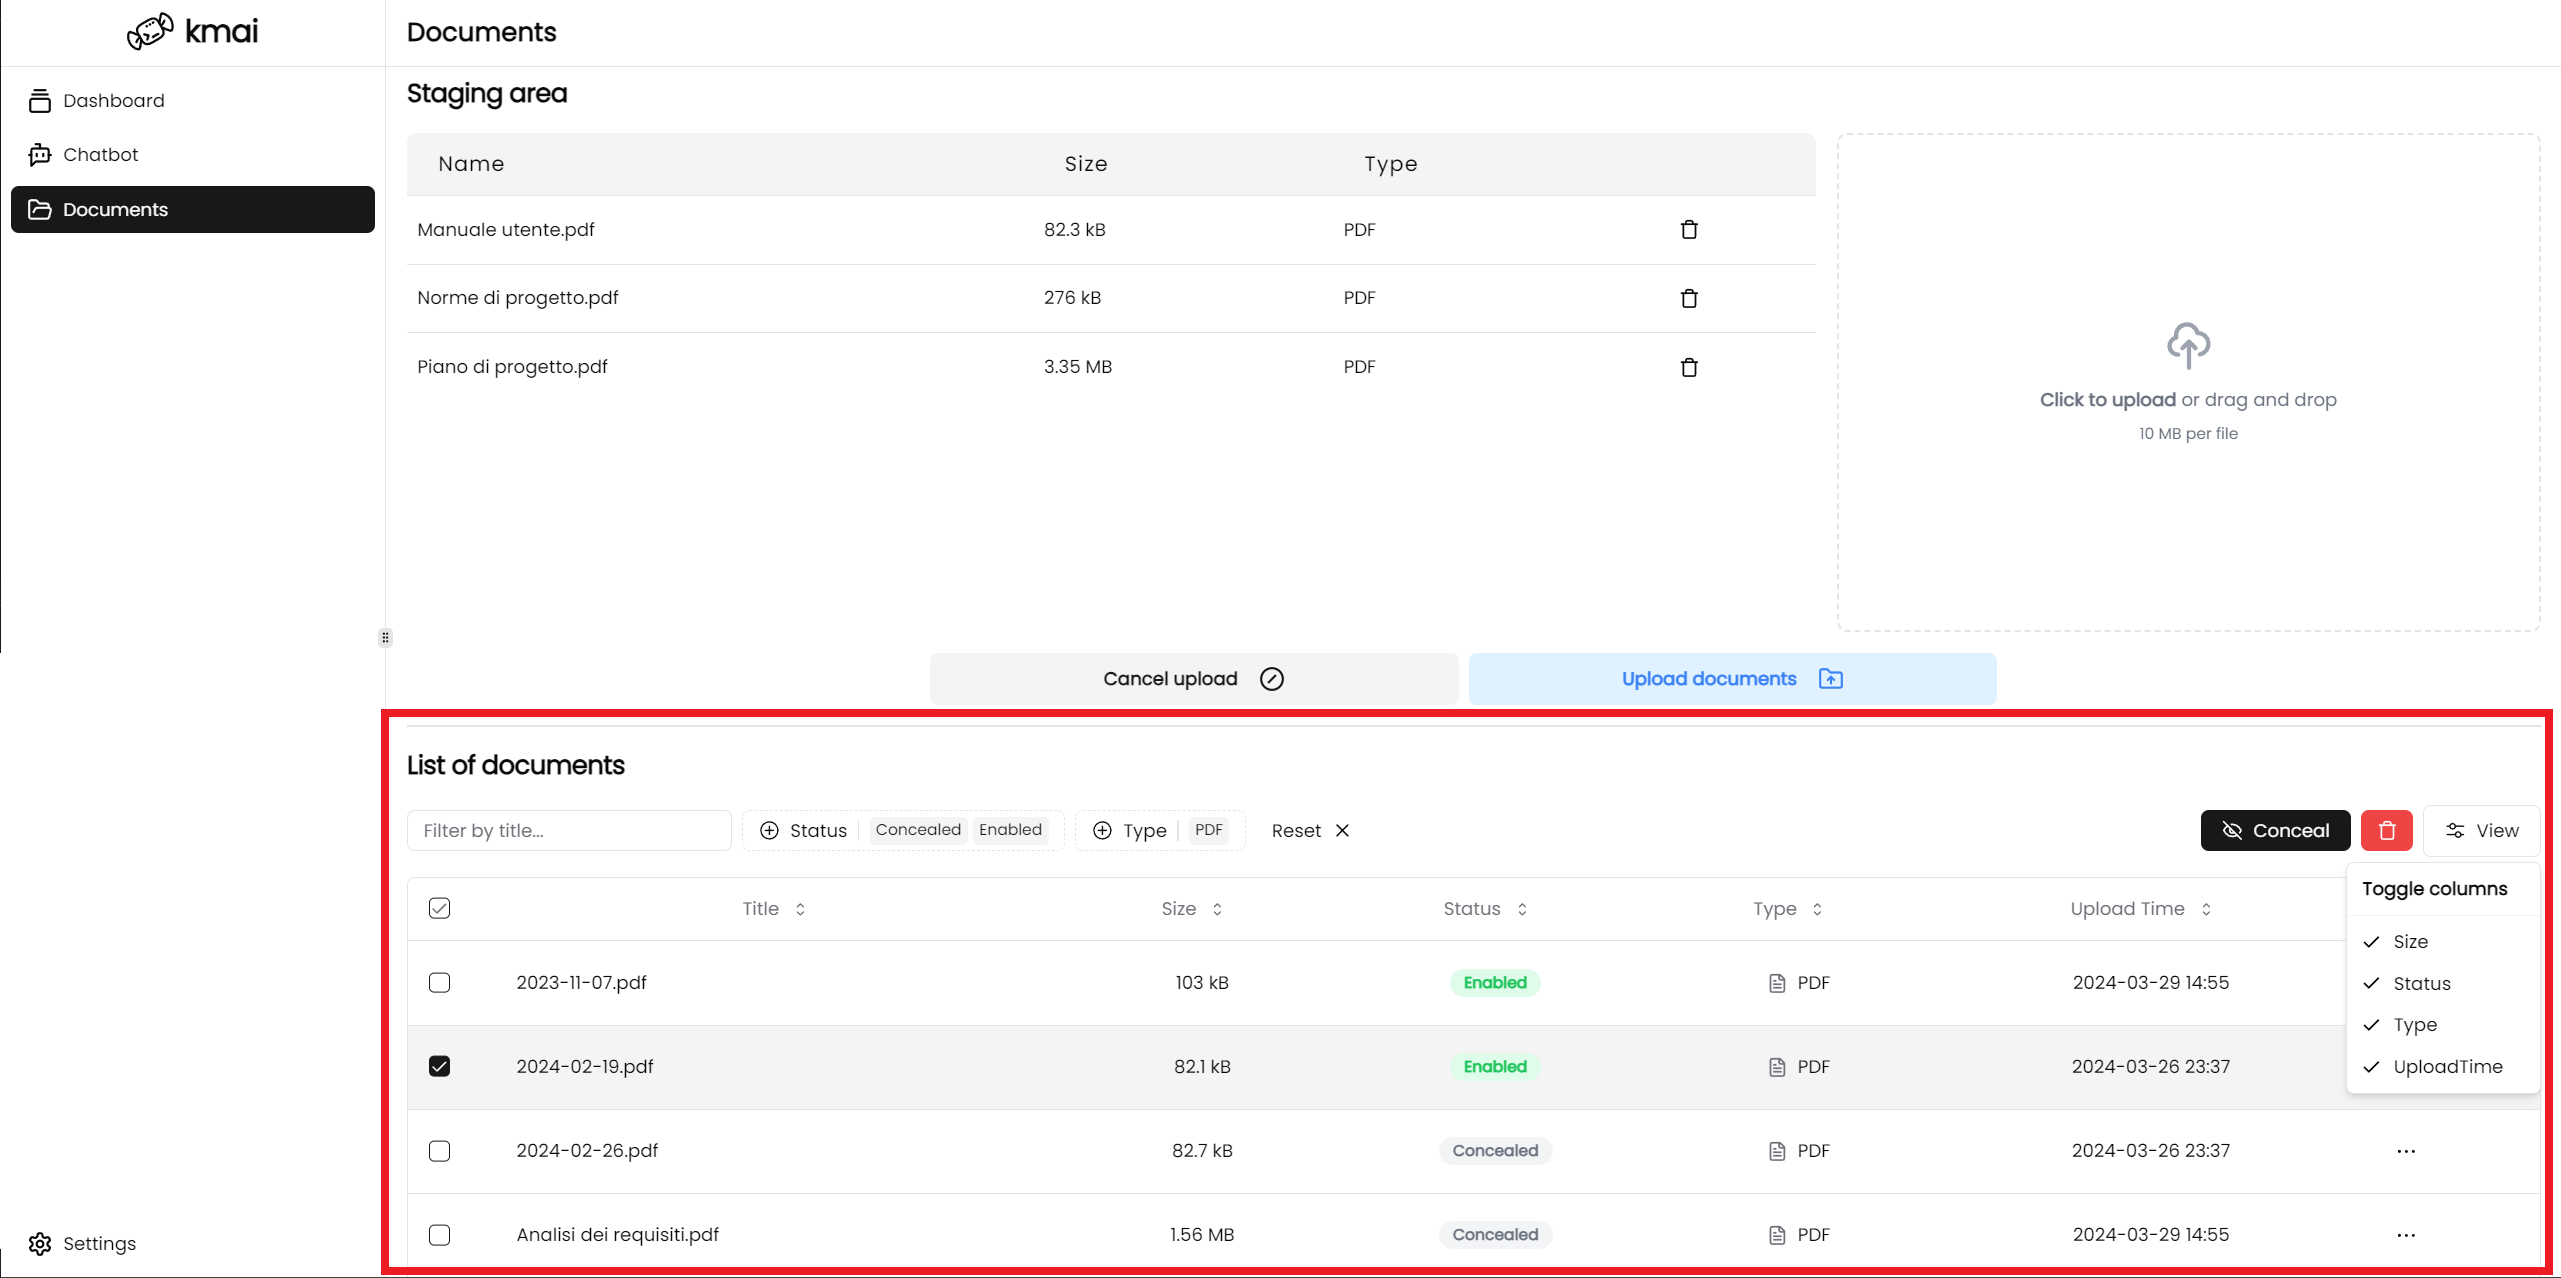 kmai
Dashboard
Chatbot
Documents
Settings
Documents
Staging area
Name Size Type
Manuale utente.pdf 82.3 kB PDF
Norme di progetto.pdf 276 kB PDF
Piano di progetto.pdf 3.35 MB PDF
Click to upload or drag and drop
10 MB per file
Cancel upload Upload documents
List of documents
Filter by title... Status Concealed Enabled Type PDF Reset Conceal View
Title Size Status Type Upload Time
2023-11-07.pdf 103 kB Enabled PDF 2024-03-29 14:55
2024-02-19.pdf 82.1 kB Enabled PDF 2024-03-26 23:37
2024-02-26.pdf 82.7 kB Concealed PDF 2024-03-26 23:37 ...
Analisi dei requisiti.pdf 1.56 MB Concealed PDF 2024-03-29 14:55 ...
Toggle columns
Size
Status
Type
UploadTime